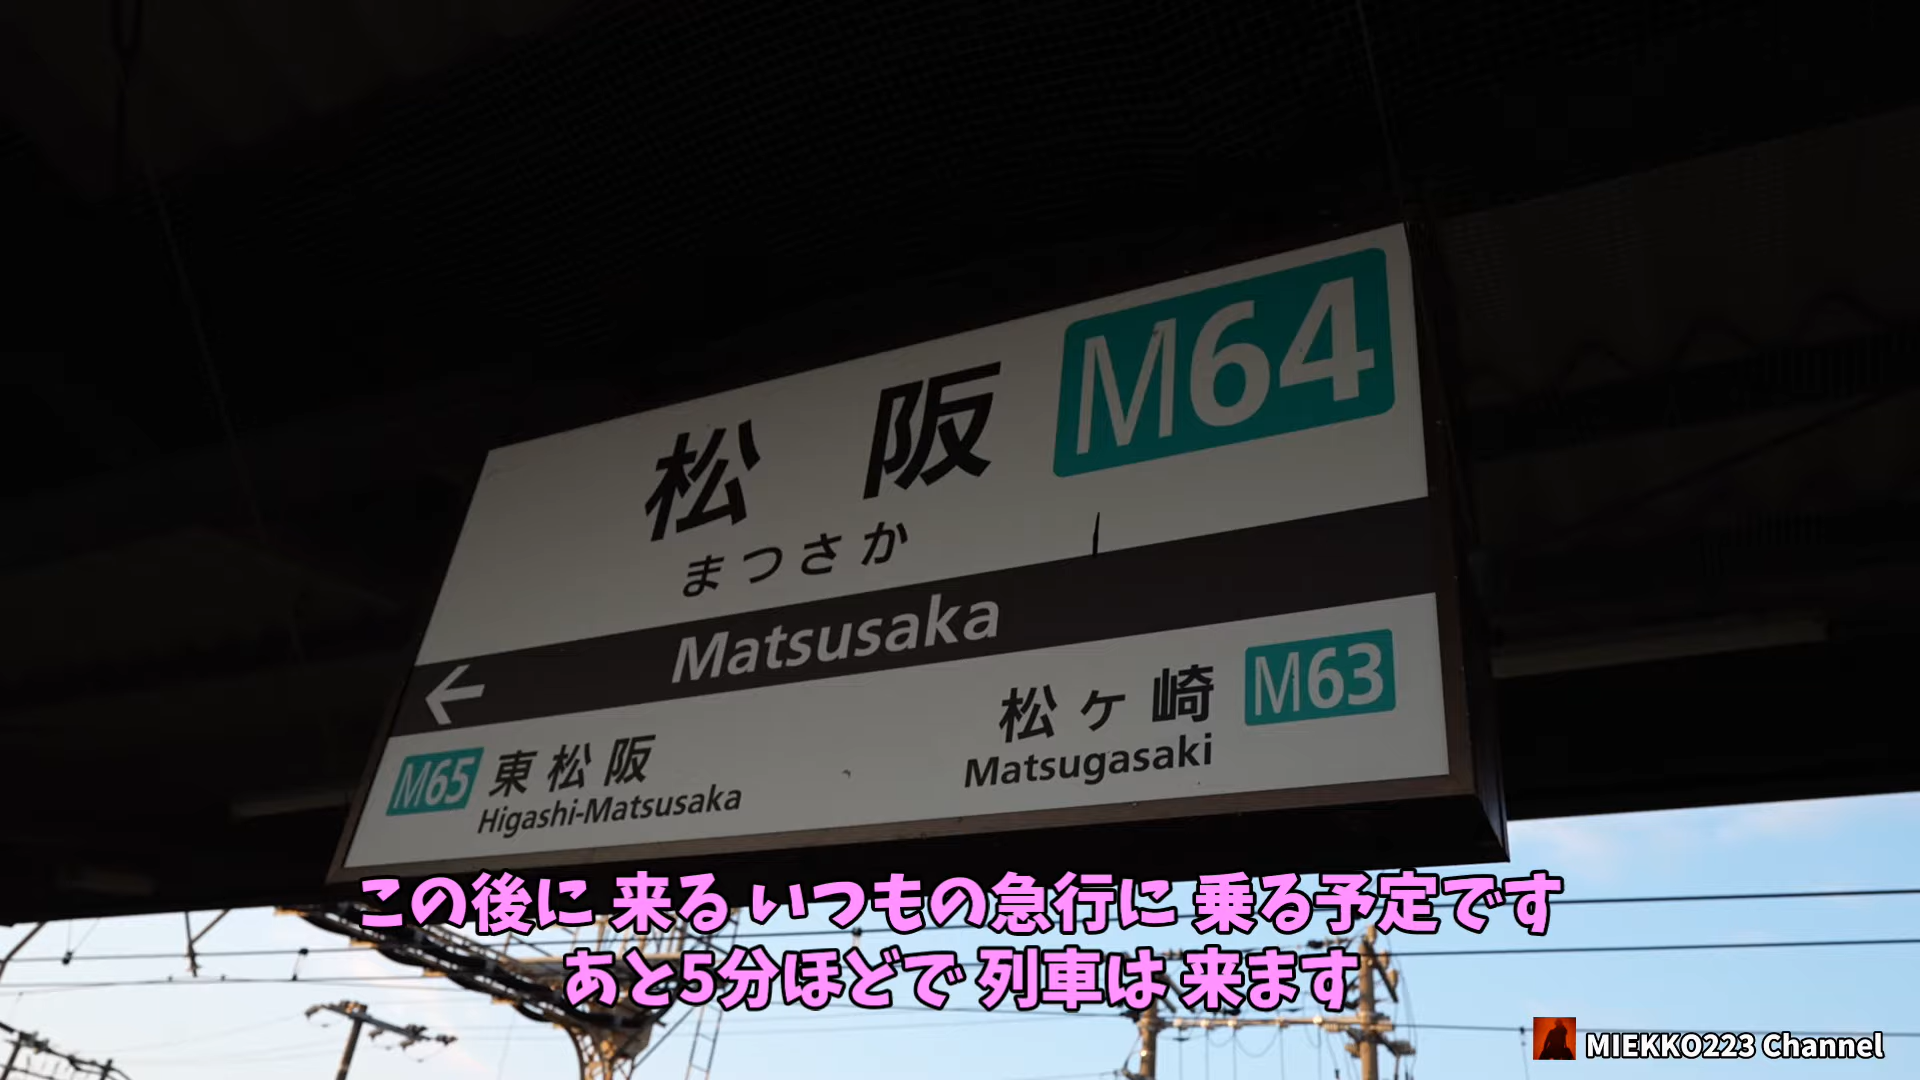 松阪 M64
まつさか
Matsusaka
←
M65 東松阪
Higashi-Matsusaka
松ヶ崎 M63
Matsugasaki
この後に 来る いつもの急行に 乗る予定です
あと5分ほどで 列車は 来ます
MIEKKO223 Channel